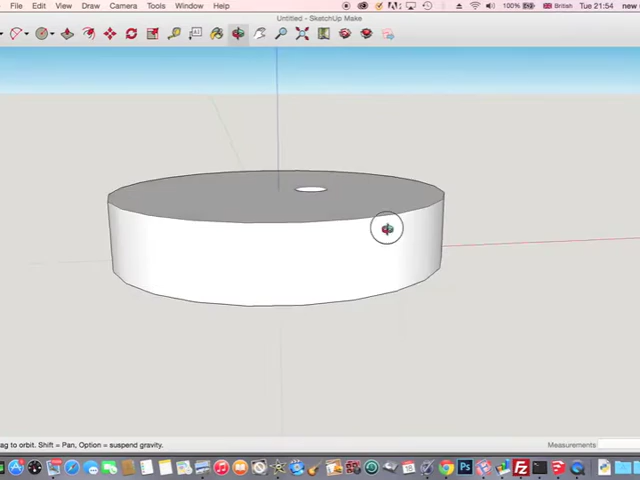 File Edit View Draw Camera Tools Window Help 100% British Tue 21:54 new
Untitled - SketchUp Make
ag to orbit. Shift = Pan, Option = suspend gravity. Measurements